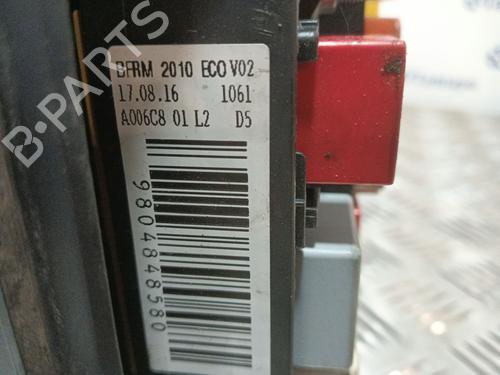 BFRM 2010 ECO V02
17.08.16 1061
A006C8 01 L2 D5
9804848580
B-PARTS